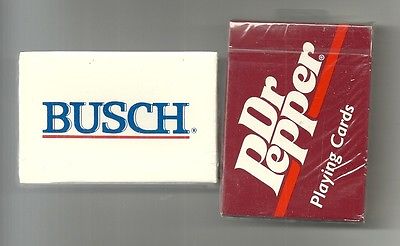 BUSCH®
Dr
Pepper®
Playing Cards